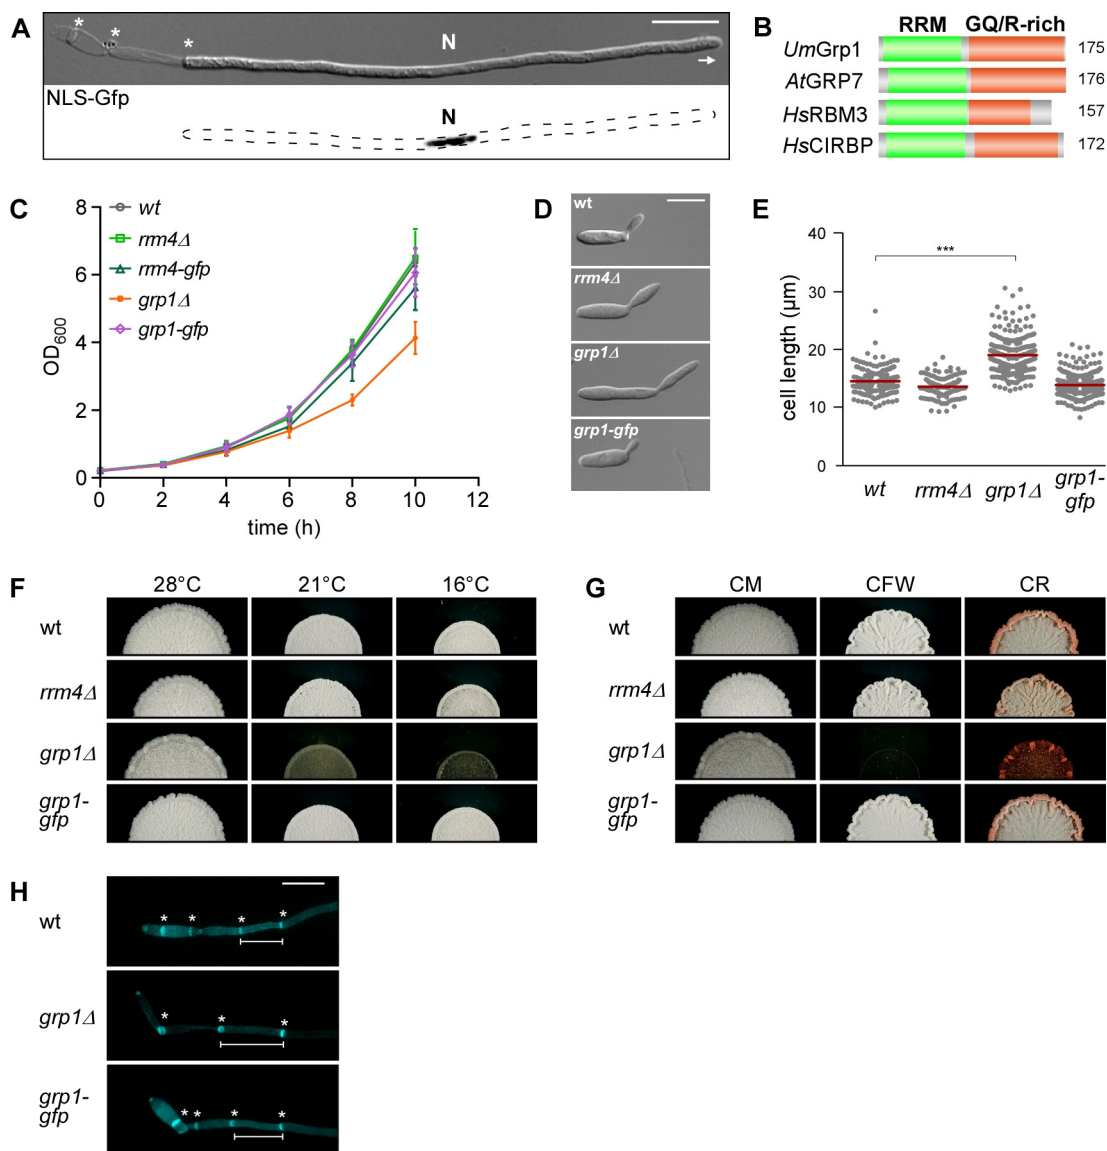 A
*
*
*
N
NLS-Gfp
N
B
RRM GQ/R-rich
UmGrp1 175
AtGRP7 176
HsRBM3 157
HsCIRBP 172
C
8
6
4
2
0
OD600
0 2 4 6 8 10 12
time (h)
wt
rrm4Δ
rrm4-gfp
grp1Δ
grp1-gfp
D
wt
rrm4Δ
grp1Δ
grp1-gfp
E
40
30
20
10
0
cell length (µm)
***
wt rrm4Δ grp1Δ grp1-
gfp
F
28°C 21°C 16°C
wt
rrm4Δ
grp1Δ
grp1-
gfp
G
CM CFW CR
wt
rrm4Δ
grp1Δ
grp1-
gfp
H
wt
* * * *
grp1Δ
* * *
grp1-
gfp
* * * *